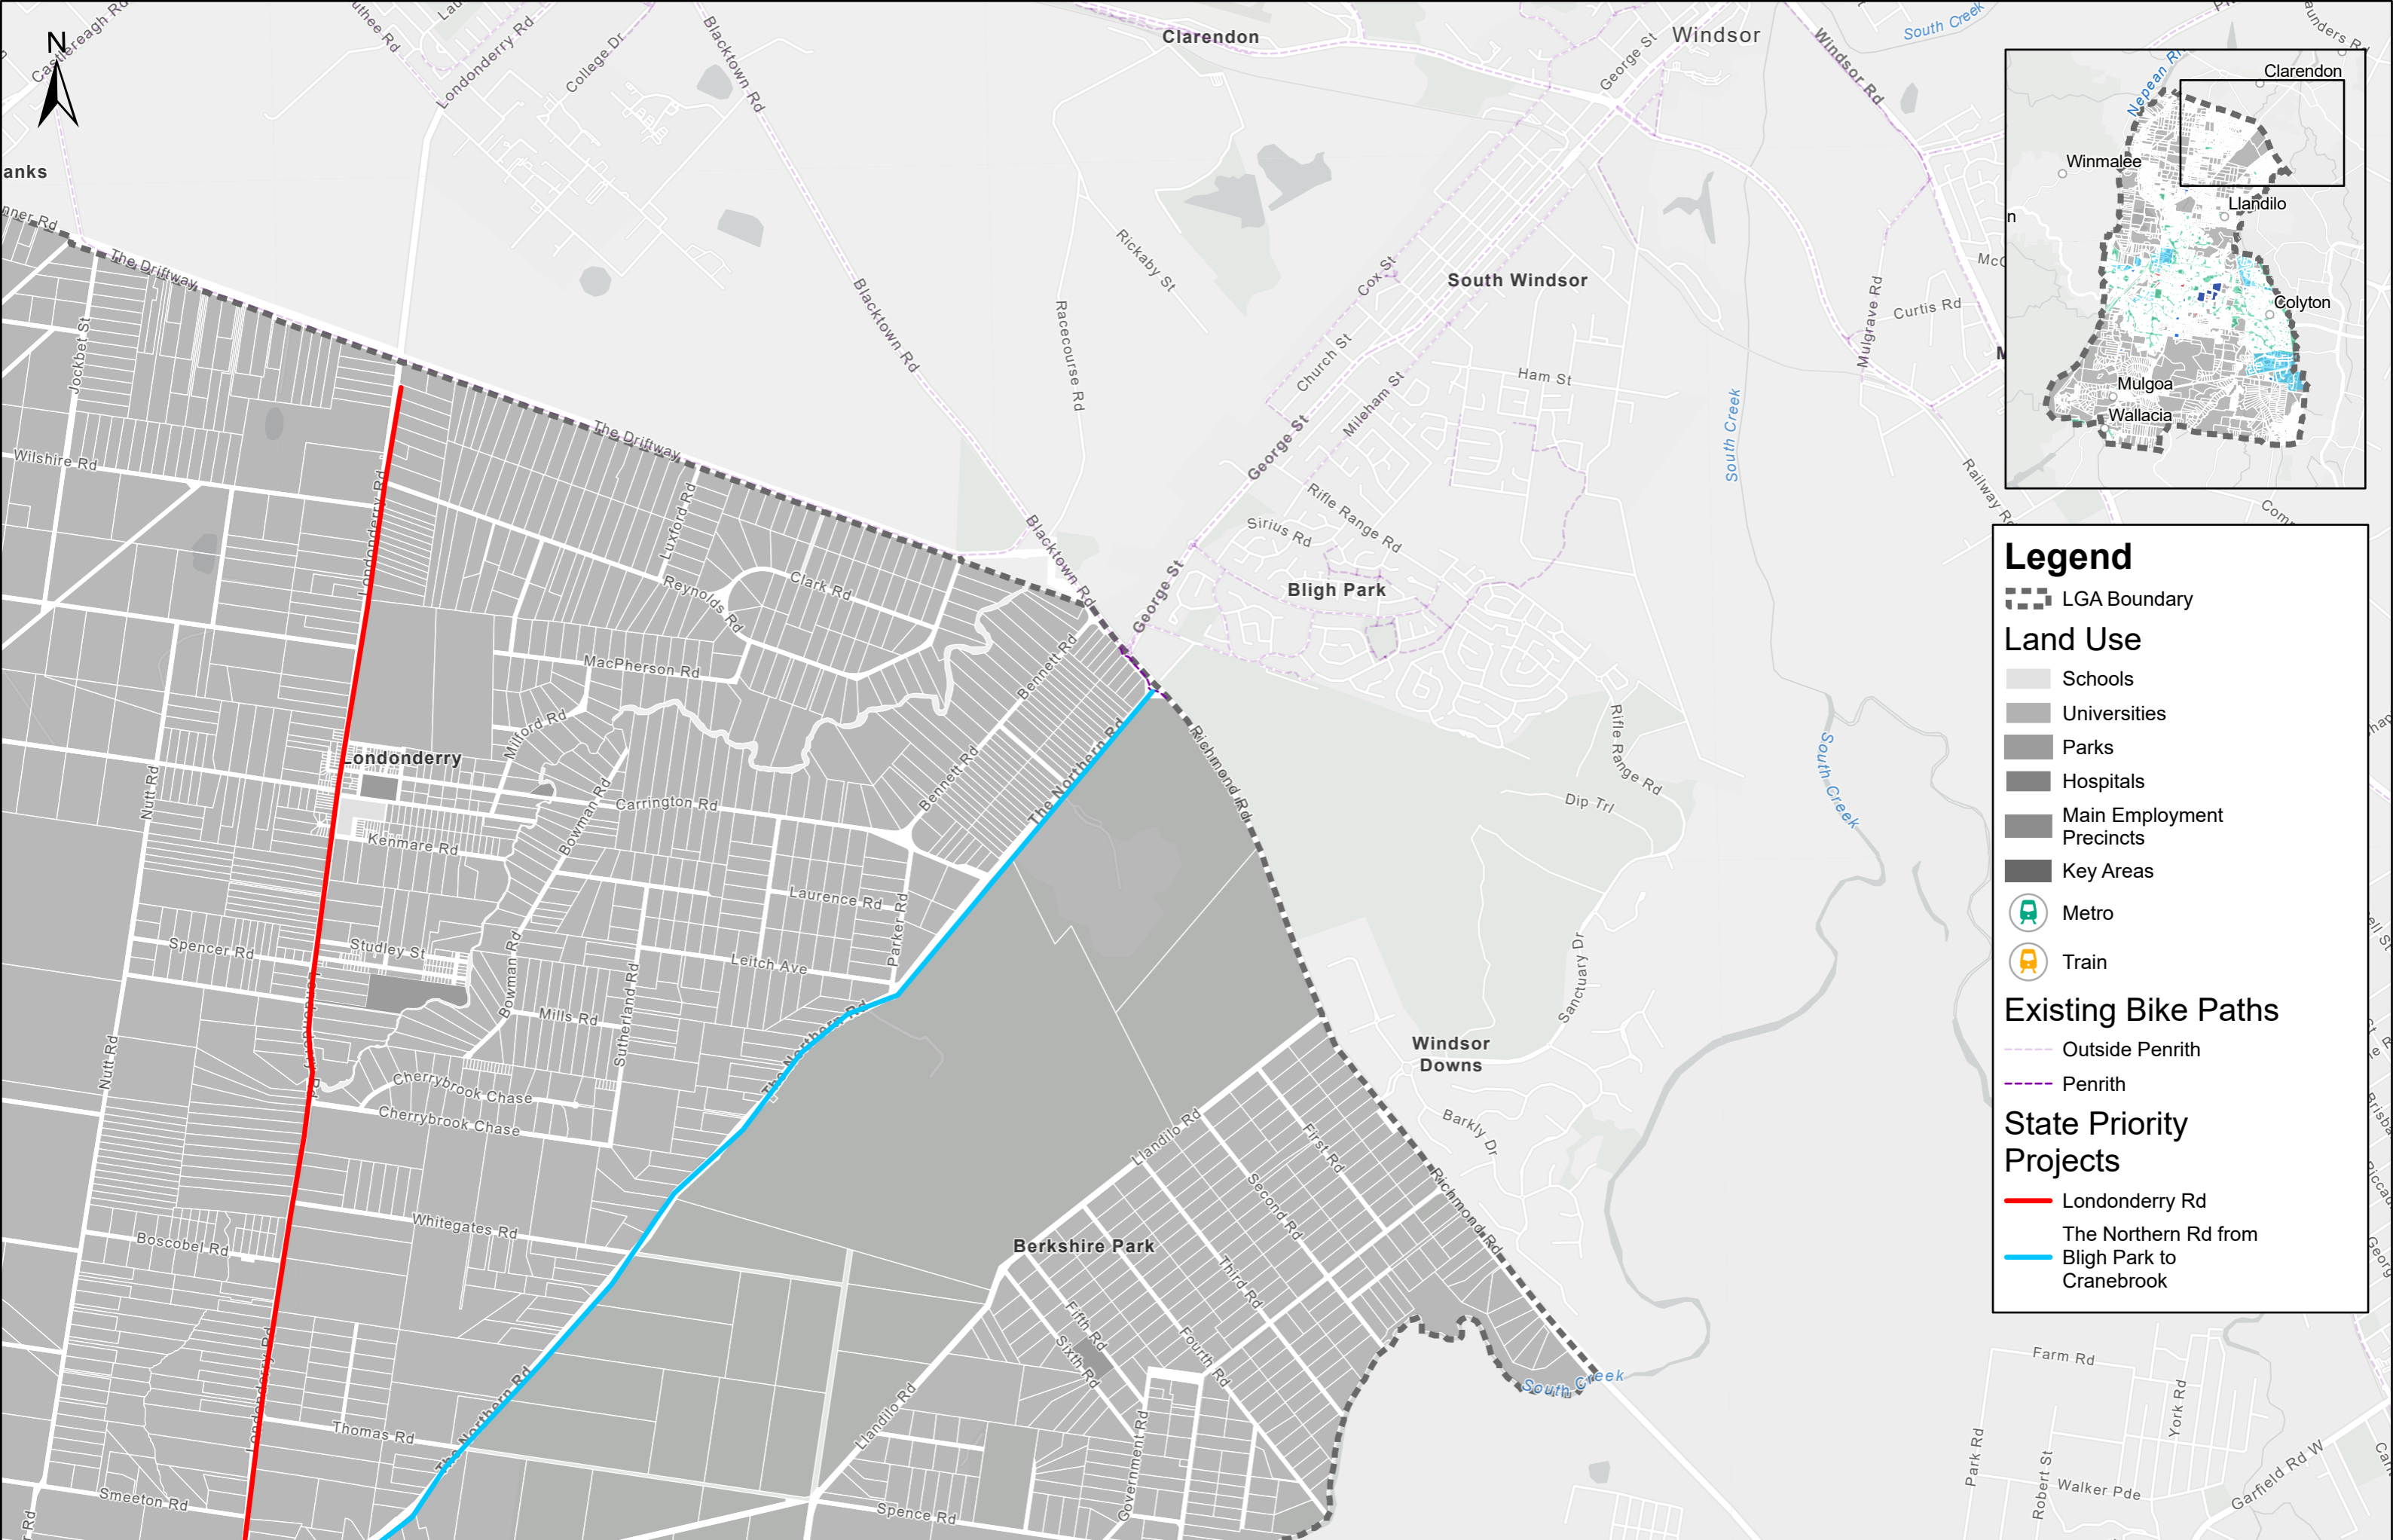 N
Castlereagh Rd
Londonderry Rd
College Dr
Blacktown Rd
Clarendon
George St
Windsor
Windsor Rd
South Creek
anks
nner Rd
The Driftway
Jockbet St
Wilshire Rd
Londonderry Rd
The Driftway
Blacktown Rd
Racecourse Rd
Rickaby St
Cox St
Church St
South Windsor
George St
Mileham St
Ham St
Mulgrave Rd
Curtis Rd
McC
M
South Creek
Railway Rd
Rifle Range Rd
Sirius Rd
Bligh Park
George St
Blacktown Rd
Luxford Rd
Reynolds Rd
Clark Rd
MacPherson Rd
Milford Rd
Bennett Rd
Bennett Rd
The Northern Rd
Richmond Rd
Rifle Range Rd
Dip Trl
South Creek
Londonderry
Nutt Rd
Carrington Rd
Bowman Rd
Kenmare Rd
Laurence Rd
Parker Rd
Spencer Rd
Studley St
Bowman Rd
Leitch Ave
Mills Rd
Sutherland Rd
The Northern Rd
Sanctuary Dr
Windsor
Downs
Barkly Dr
Nutt Rd
Londonderry Rd
Cherrybrook Chase
Cherrybrook Chase
Llandilo Rd
First Rd
Second Rd
Third Rd
Richmond Rd
Whitegates Rd
Boscobel Rd
Berkshire Park
Fifth Rd
Sixth Rd
Fourth Rd
South Creek
Londonderry Rd
Thomas Rd
The Northern Rd
Llandilo Rd
Government Rd
Smeeton Rd
Spence Rd
r Rd
Farm Rd
York Rd
Park Rd
Robert St
Walker Pde
Garfield Rd W
Nepean Ri
Clarendon
Winmalee
Llandilo
n
Colyton
Mulgoa
Wallacia
Legend
LGA Boundary
Land Use
Schools
Universities
Parks
Hospitals
Main Employment
Precincts
Key Areas
Metro
Train
Existing Bike Paths
Outside Penrith
Penrith
State Priority
Projects
Londonderry Rd
The Northern Rd from
Bligh Park to
Cranebrook